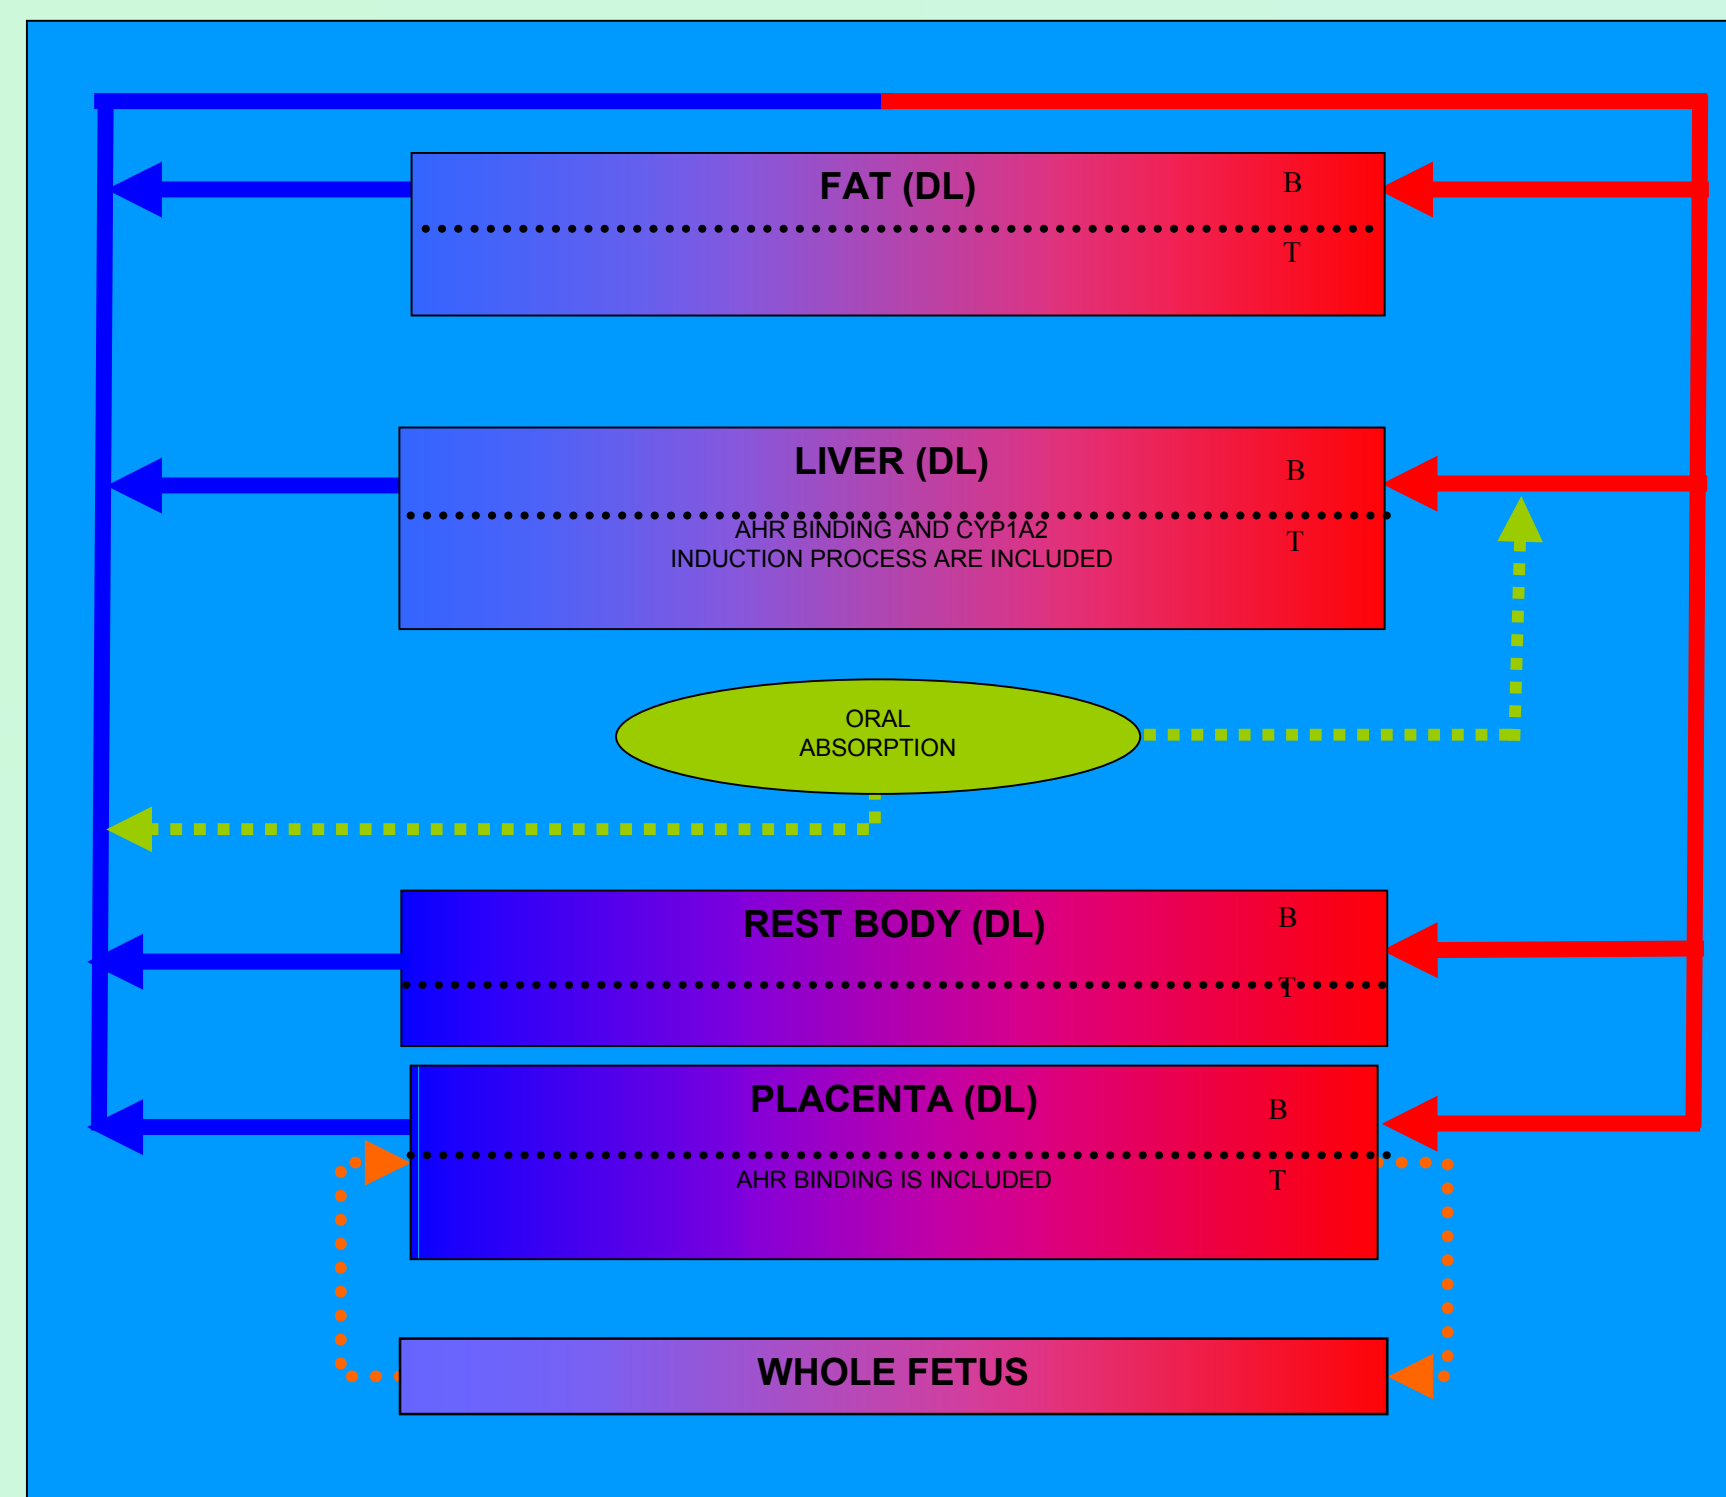 FAT (DL)
B
T
LIVER (DL)
B
AHR BINDING AND CYP1A2
INDUCTION PROCESS ARE INCLUDED
T
ORAL
ABSORPTION
REST BODY (DL)
B
T
PLACENTA (DL)
B
AHR BINDING IS INCLUDED
T
WHOLE FETUS